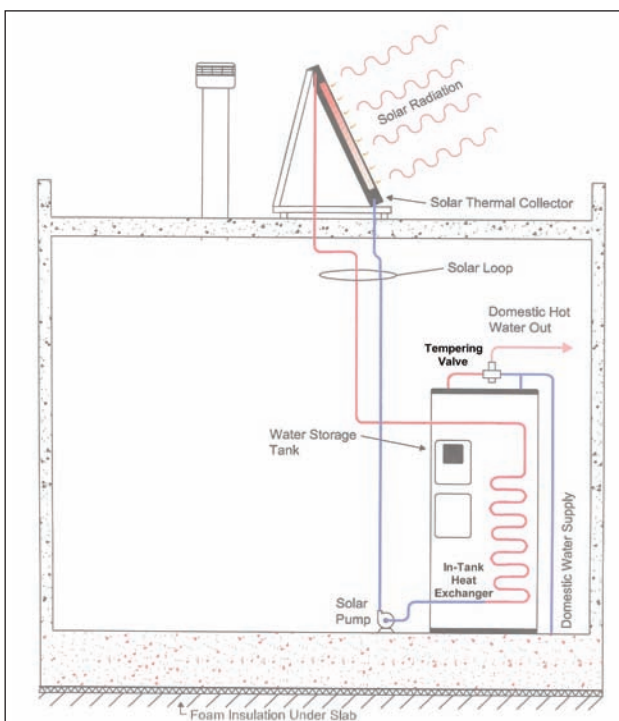 Solar Radiation
Solar Thermal Collector
Solar Loop
Domestic Hot
Water Out
Tempering
Valve
Water Storage
Tank
In-Tank
Heat
Exchanger
Domestic Water Supply
Solar
Pump
Foam Insulation Under Slab